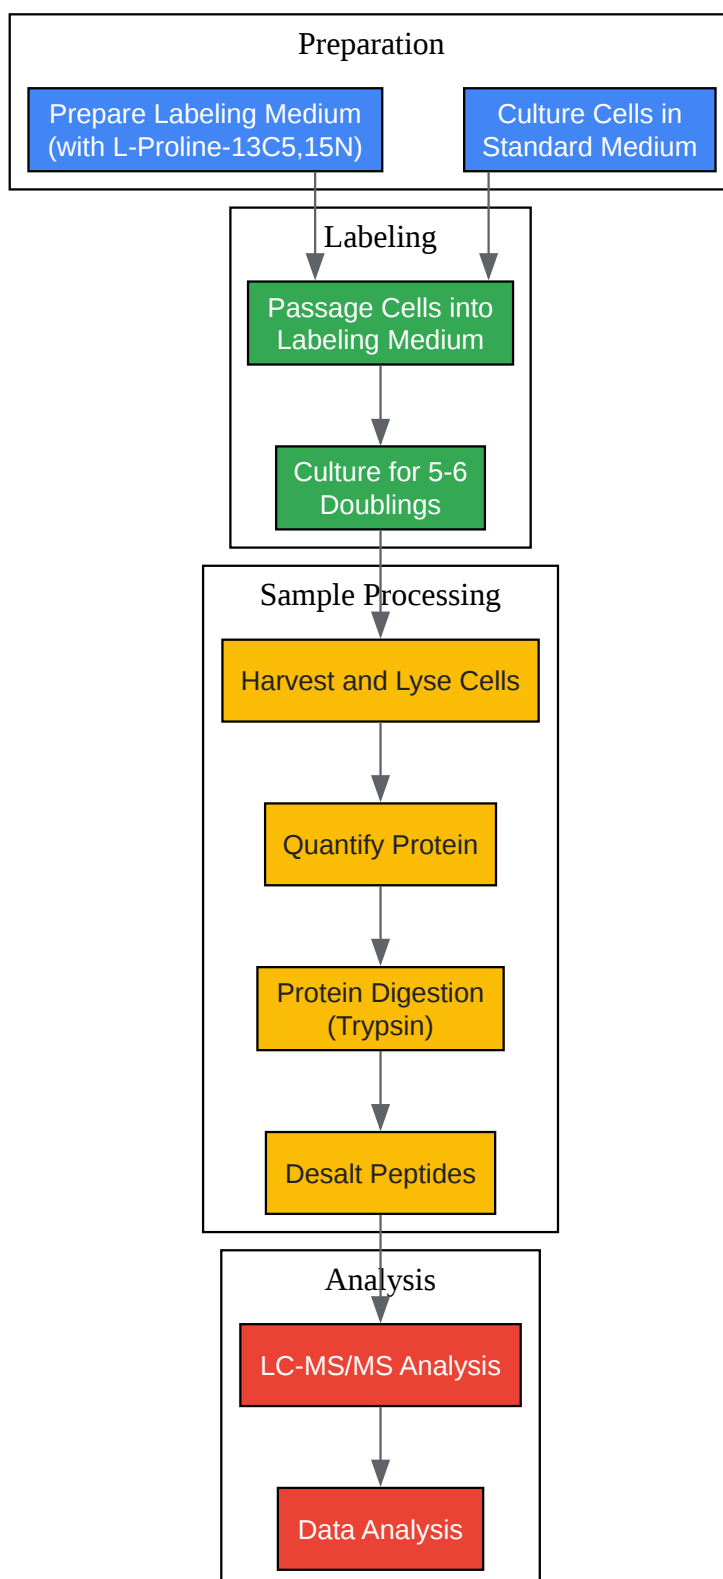 Preparation
Prepare Labeling Medium
(with L-Proline-13C5,15N)
Culture Cells in
Standard Medium
Labeling
Passage Cells into
Labeling Medium
Culture for 5-6
Doublings
Sample Processing
Harvest and Lyse Cells
Quantify Protein
Protein Digestion
(Trypsin)
Desalt Peptides
Analysis
LC-MS/MS Analysis
Data Analysis